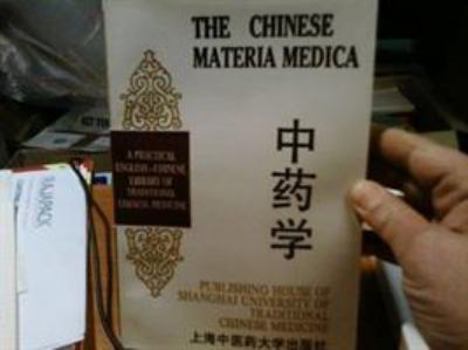 THE CHINESE
MATERIA MEDICA
中药学
A PRACTICAL
ENGLISH-CHINESE
LIBRARY OF
TRADITIONAL
CHINESE MEDICINE
PUBLISHING HOUSE OF
SHANGHAI UNIVERSITY OF
TRADITIONAL
CHINESE MEDICINE
上海中医药大学出版社